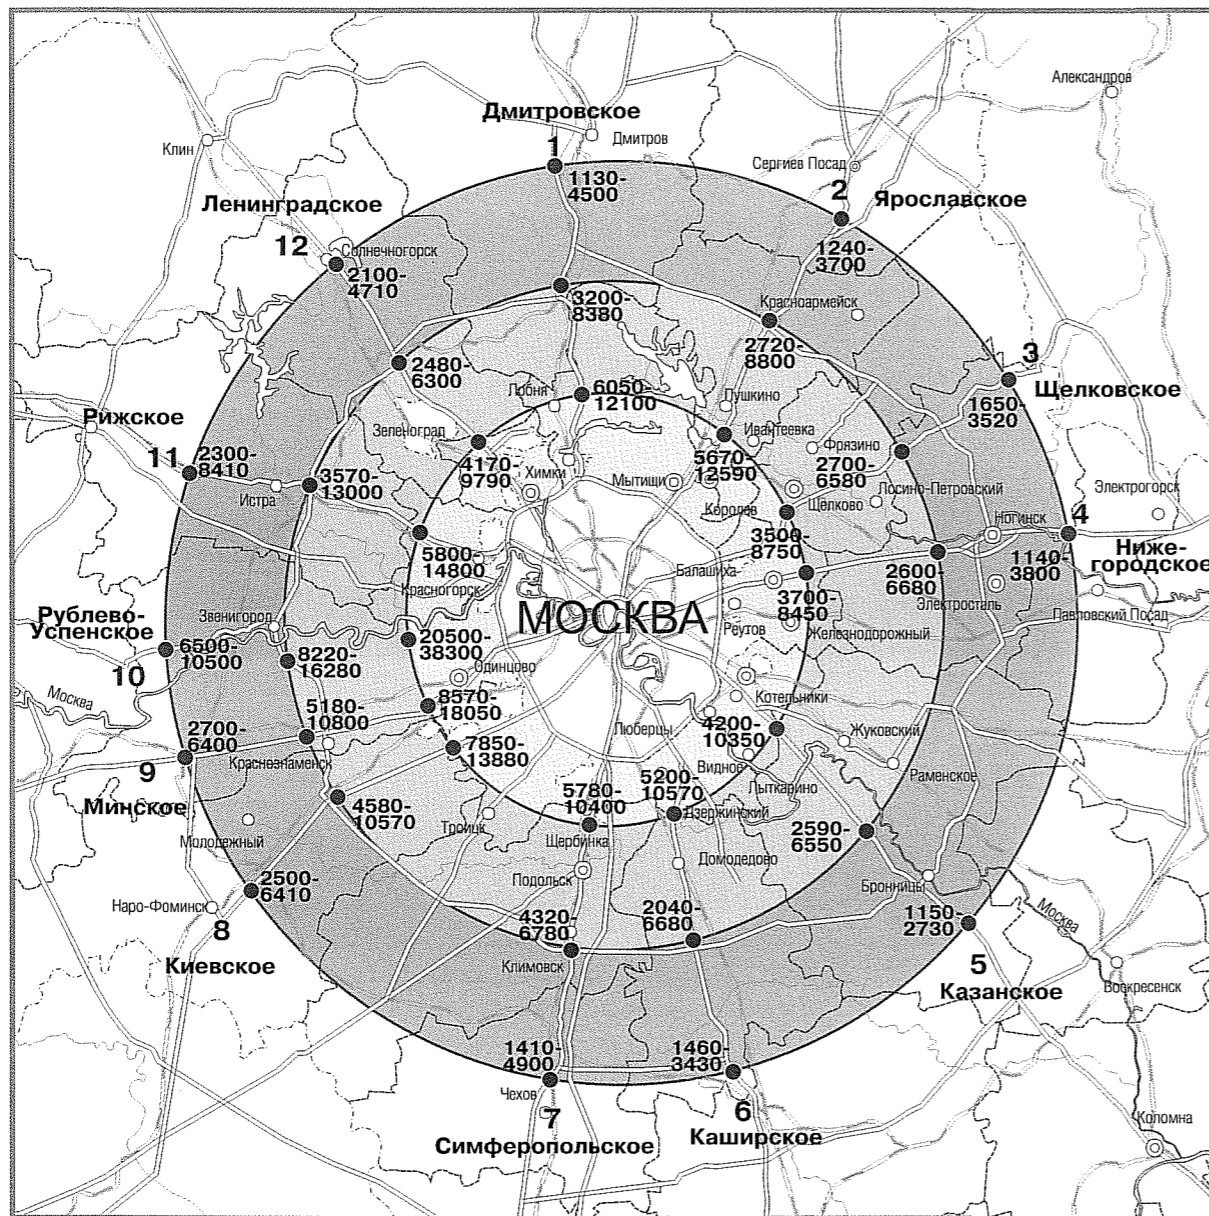 Александров
Дмитровское
Дмитров
Клин
1
Сергиев Посад
1130-
4500
2
Ярославское
Ленинградское
12
Солнечногорск
1240-
3700
2100-
4710
3200-
8380
Красноармейск
2720-
8800
3
Щелковское
2480-
6300
Лобня
6050-
12100
Пушкино
1650-
3520
Рижское
11
2300-
8410
Зеленоград
Ивантеевка
Фрязино
4170-
9790
Химки
Мытищи
5670-
12590
2700-
6580
3570-
13000
Истра
Лосино-Петровский
Электрогорск
Королев
Щёлково
Ногинск
4
3500-
8750
1140-
3800
Ниже-
городское
5800-
14800
Красногорск
Балашиха
2600-
6680
3700-
8450
Электросталь
Павловский Посад
Рублево-
Успенское
Звенигород
МОСКВА
Реутов
Железнодорожный
10
6500-
10500
20500-
38300
8220-
16280
Одинцово
Москва
Котельники
8570-
18050
5180-
10800
Люберцы
4200-
10350
Жуковский
2700-
6400
9
Минское
Краснознаменск
7850-
13880
Видное
Лыткарино
Раменское
4580-
10570
5780-
10400
5200-
10570
Дзержинский
Молодежный
Троицк
Щербинка
2590-
6550
Домодедово
Подольск
Бронницы
2500-
6410
Наро-Фоминск
8
Киевское
4320-
6780
2040-
6680
1150-
2730
Москва
Климовск
5
Казанское
Воскресенск
1410-
4900
1460-
3430
Чехов
7
Симферопольское
6
Каширское
Коломна